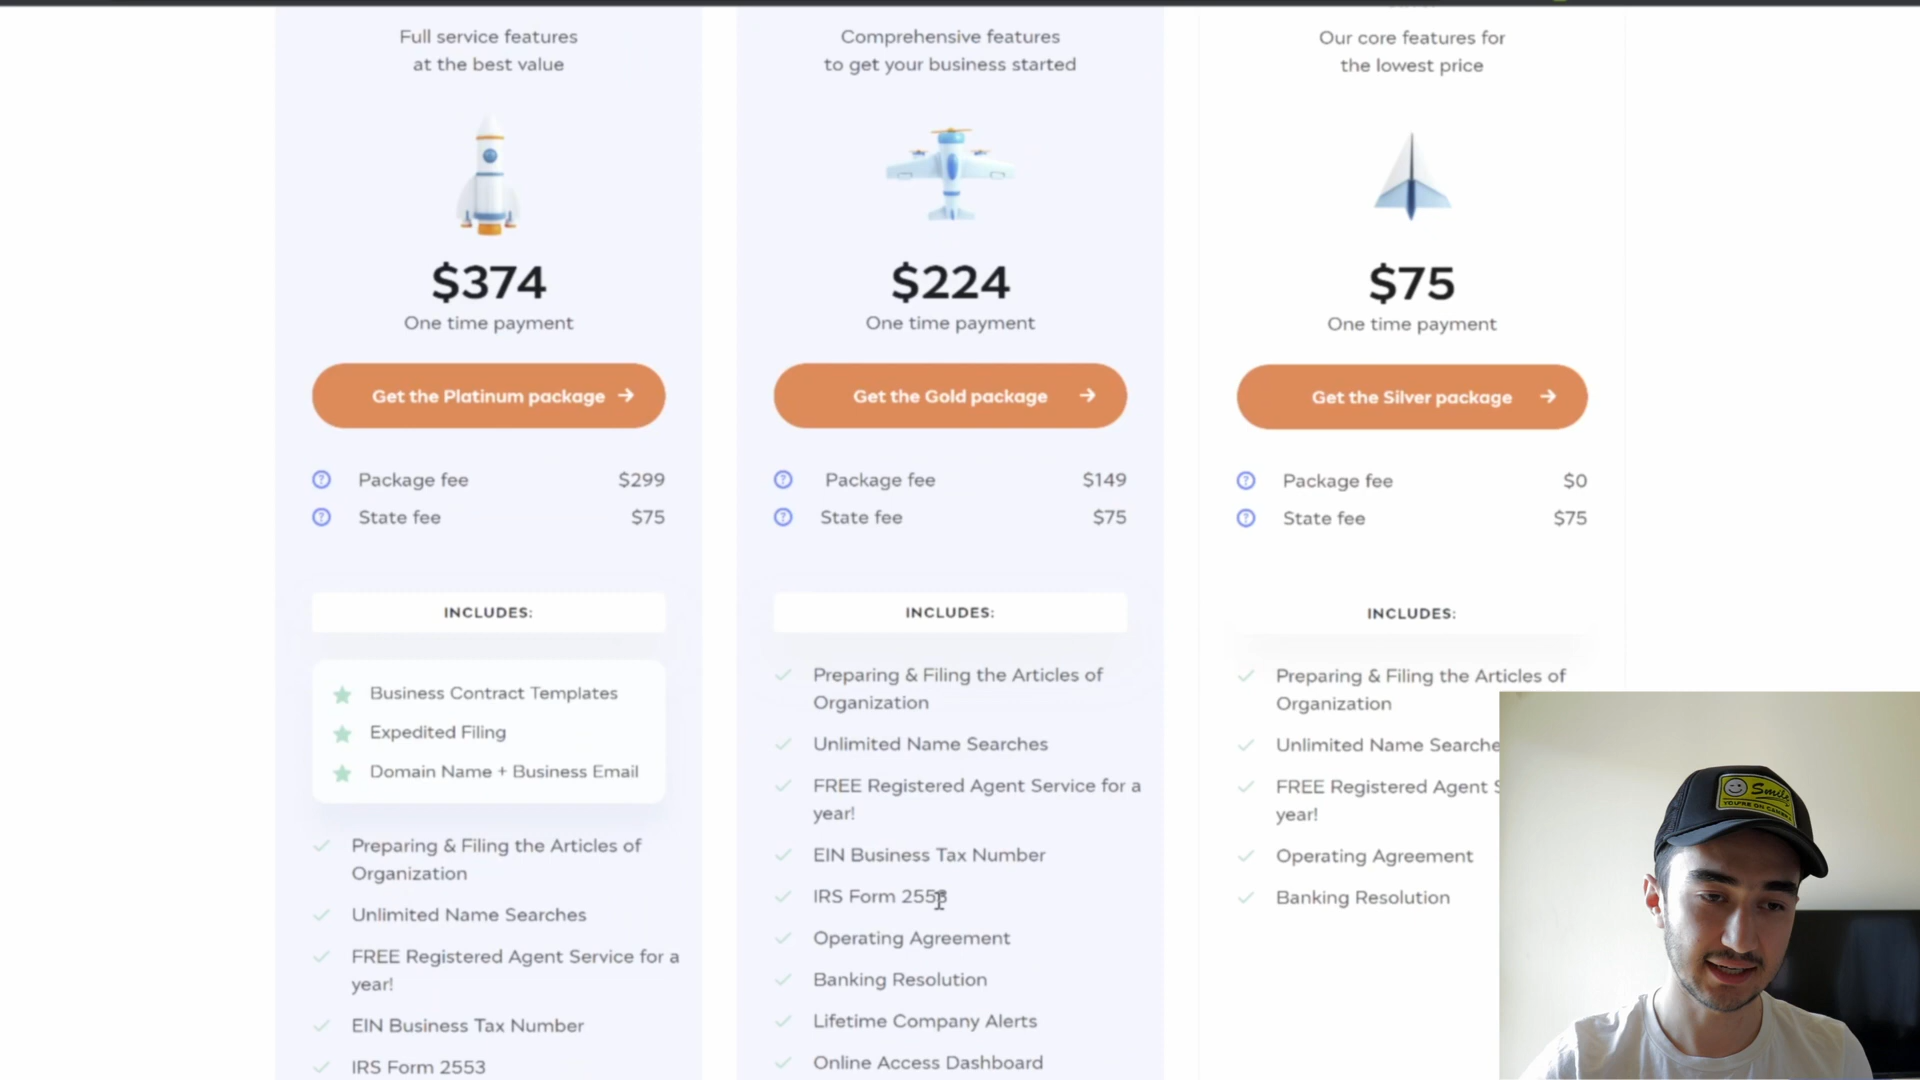 Full service features
at the best value
$374
One time payment
Get the Platinum package
Package fee $299
State fee $75
INCLUDES:
Business Contract Templates
Expedited Filing
Domain Name + Business Email
Preparing & Filing the Articles of
Organization
Unlimited Name Searches
FREE Registered Agent Service for a
year!
EIN Business Tax Number
IRS Form 2553
Comprehensive features
to get your business started
$224
One time payment
Get the Gold package
Package fee $149
State fee $75
INCLUDES:
Preparing & Filing the Articles of
Organization
Unlimited Name Searches
FREE Registered Agent Service for a
year!
EIN Business Tax Number
IRS Form 2553
Operating Agreement
Banking Resolution
Lifetime Company Alerts
Online Access Dashboard
Our core features for
the lowest price
$75
One time payment
Get the Silver package
Package fee $0
State fee $75
INCLUDES:
Preparing & Filing the Articles of
Organization
Unlimited Name Searche
FREE Registered Agent S
year!
Operating Agreement
Banking Resolution
Smile
YOU'RE ON CAMERA